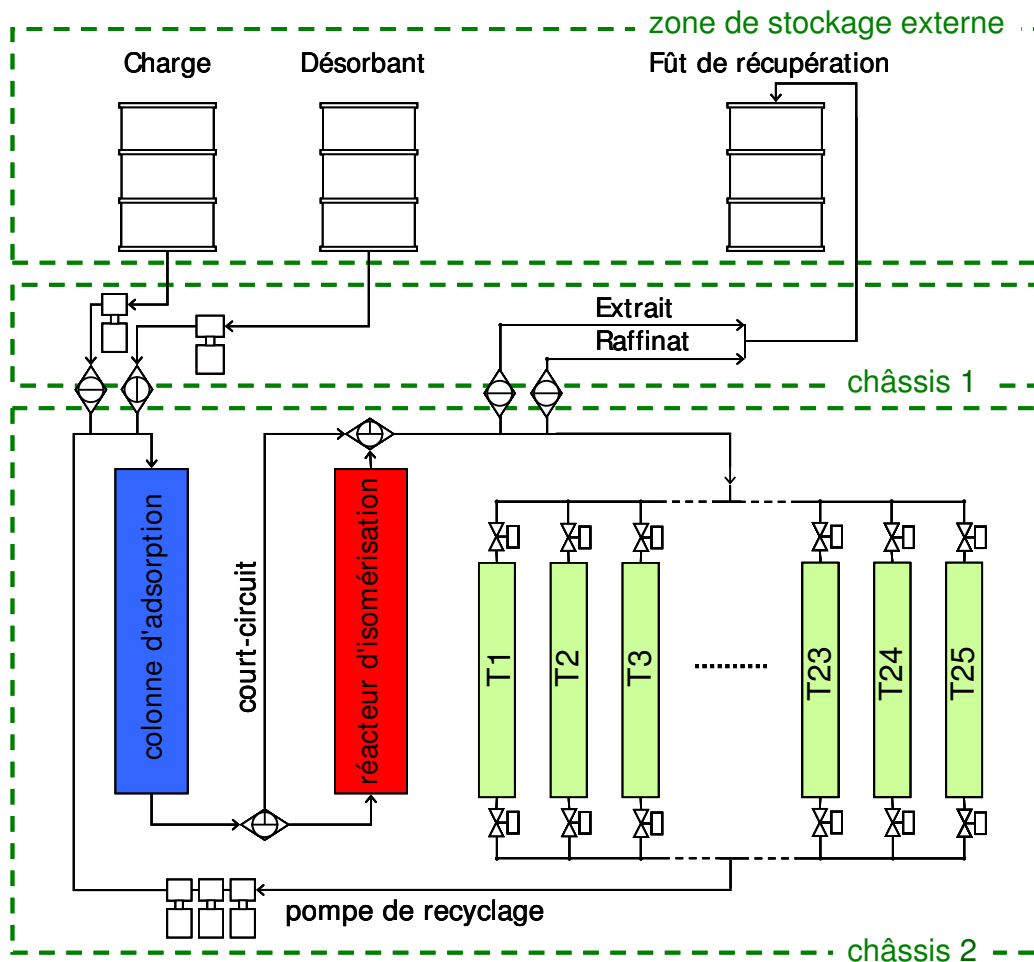 zone de stockage externe
Charge
Désorbant
Fût de récupération
Extrait
Raffinat
châssis 1
colonne d'adsorption
court-circuit
réacteur d'isomérisation
T1
T2
T3
T23
T24
T25
pompe de recyclage
châssis 2